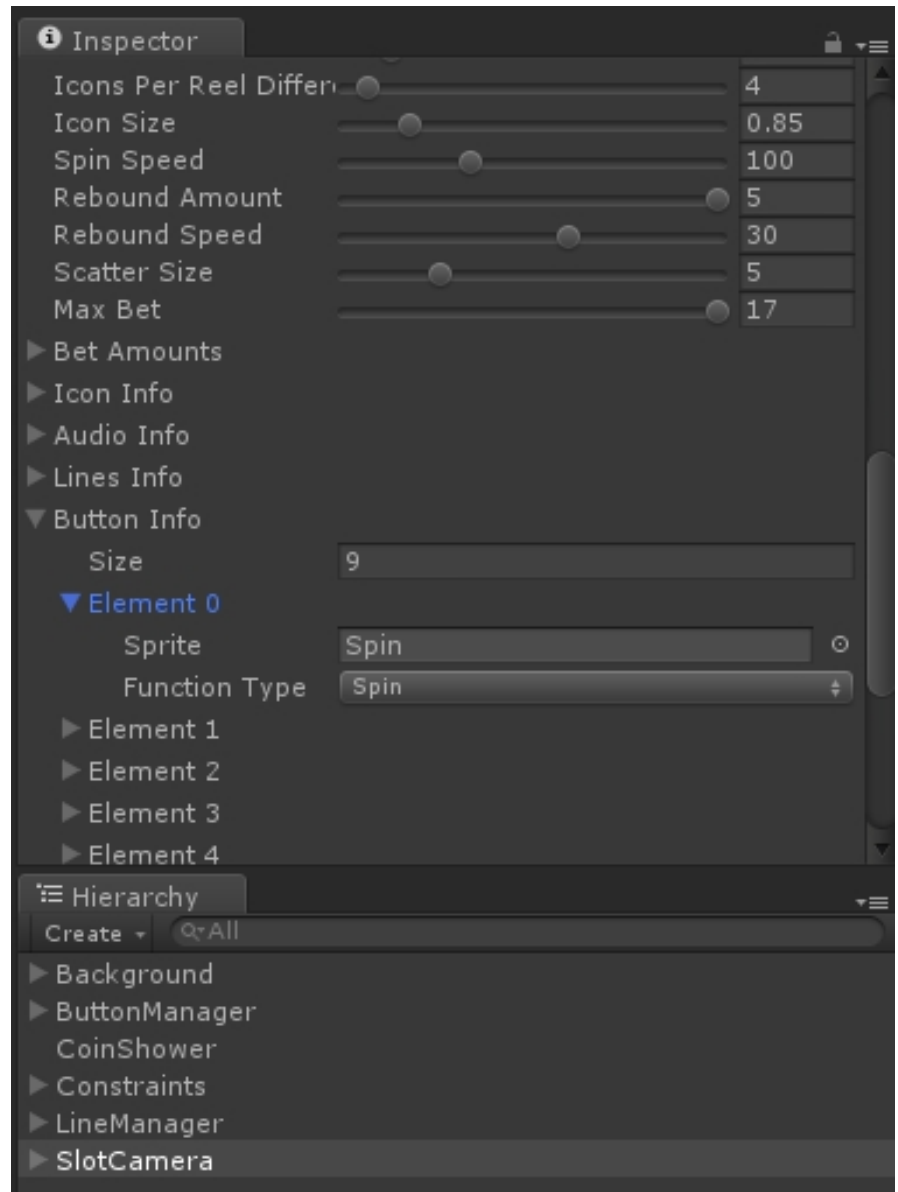 Inspector
Icons Per Reel Differ 4
Icon Size 0.85
Spin Speed 100
Rebound Amount 5
Rebound Speed 30
Scatter Size 5
Max Bet 17
Bet Amounts
Icon Info
Audio Info
Lines Info
Button Info
Size 9
Element 0
Sprite Spin
Function Type Spin
Element 1
Element 2
Element 3
Element 4
Hierarchy
Create All
Background
ButtonManager
CoinShower
Constraints
LineManager
SlotCamera